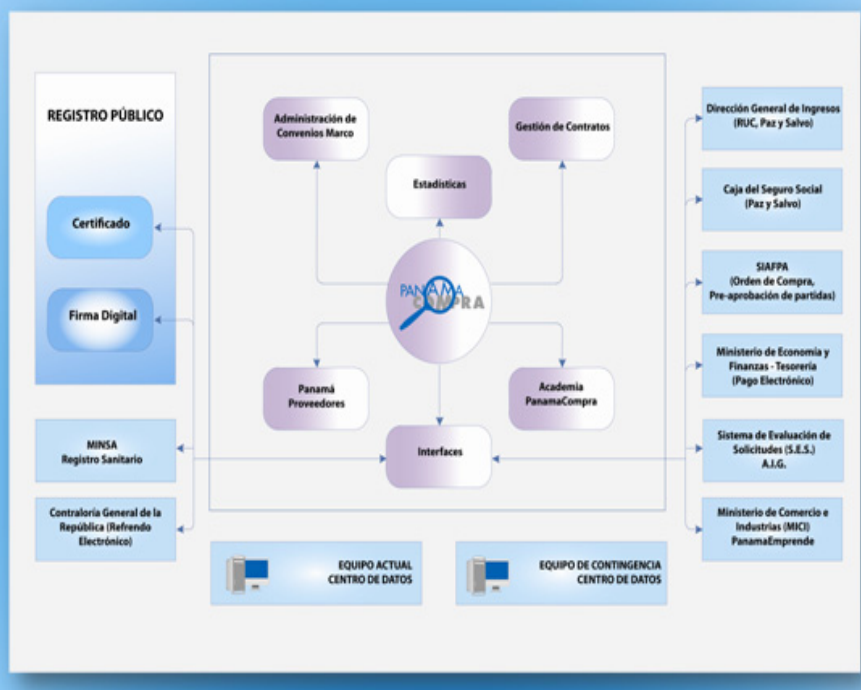 REGISTRO PÚBLICO
Certificado
Firma Digital
MINSA
Registro Sanitario
Contraloría General de la
República (Refrendo
Electrónico)
Administración de
Convenios Marco
Gestión de Contratos
Estadísticas
PANAMA
COMPRA
Panamá
Proveedores
Academia
PanamaCompra
Interfaces
Dirección General de Ingresos
(RUC, Paz y Salvo)
Caja del Seguro Social
(Paz y Salvo)
SIAFPA
(Orden de Compra,
Pre-aprobación de partidas)
Ministerio de Economia y
Finanzas - Tesorería
(Pago Electrónico)
Sistema de Evaluación de
Solicitudes (S.E.S.)
A.I.G.
Ministerio de Comercio e
Industrias (MICI)
PanamaEmprende
EQUIPO ACTUAL
CENTRO DE DATOS
EQUIPO DE CONTINGENCIA
CENTRO DE DATOS